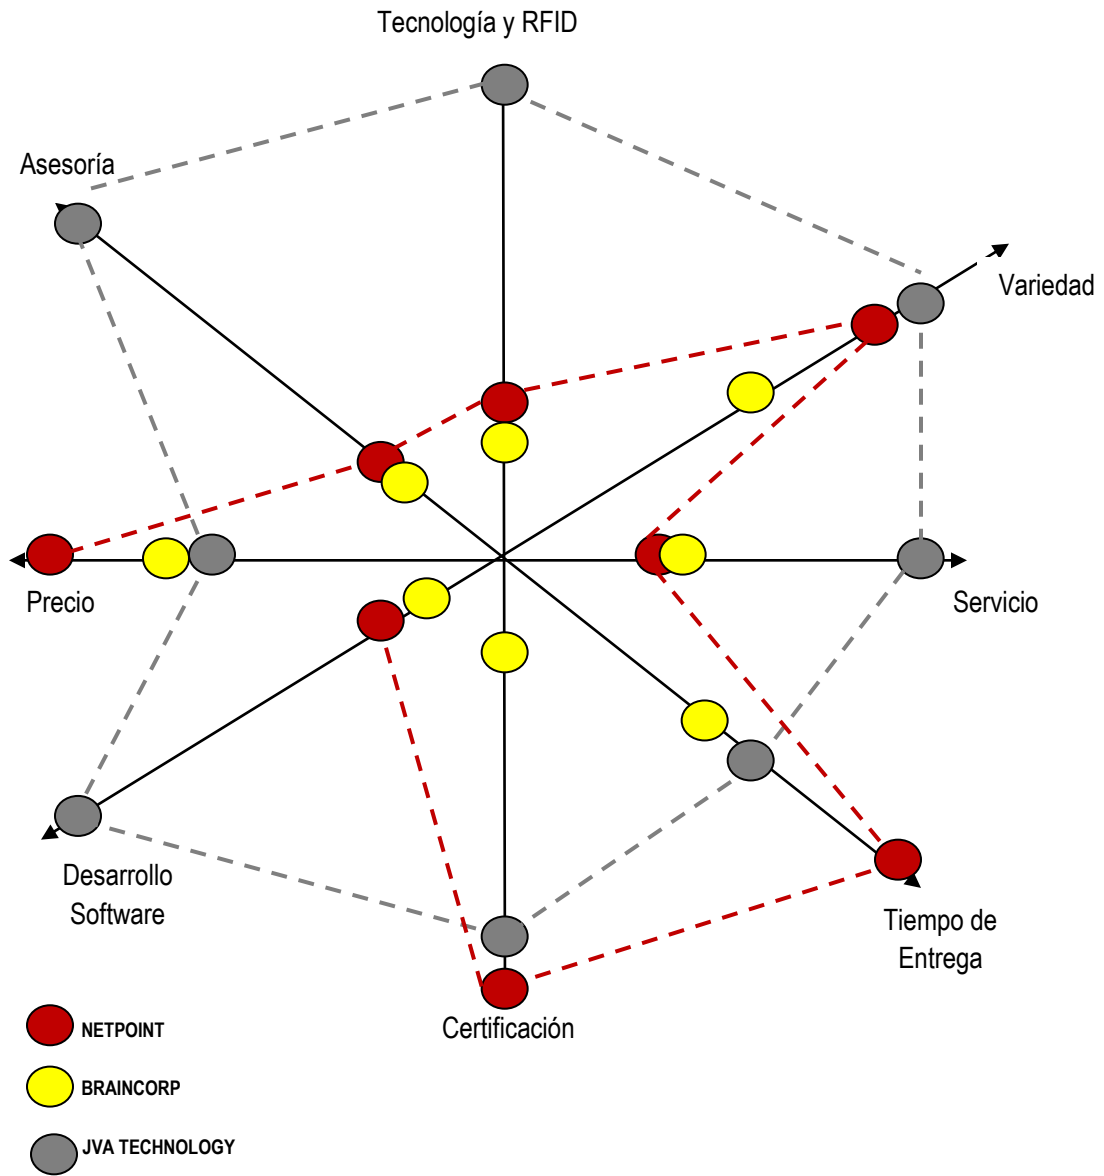 Tecnología y RFID
Asesoría
Variedad
Precio
Servicio
Desarrollo
Software
Tiempo de
Entrega
Certificación
NETPOINT
BRAINCORP
JVA TECHNOLOGY